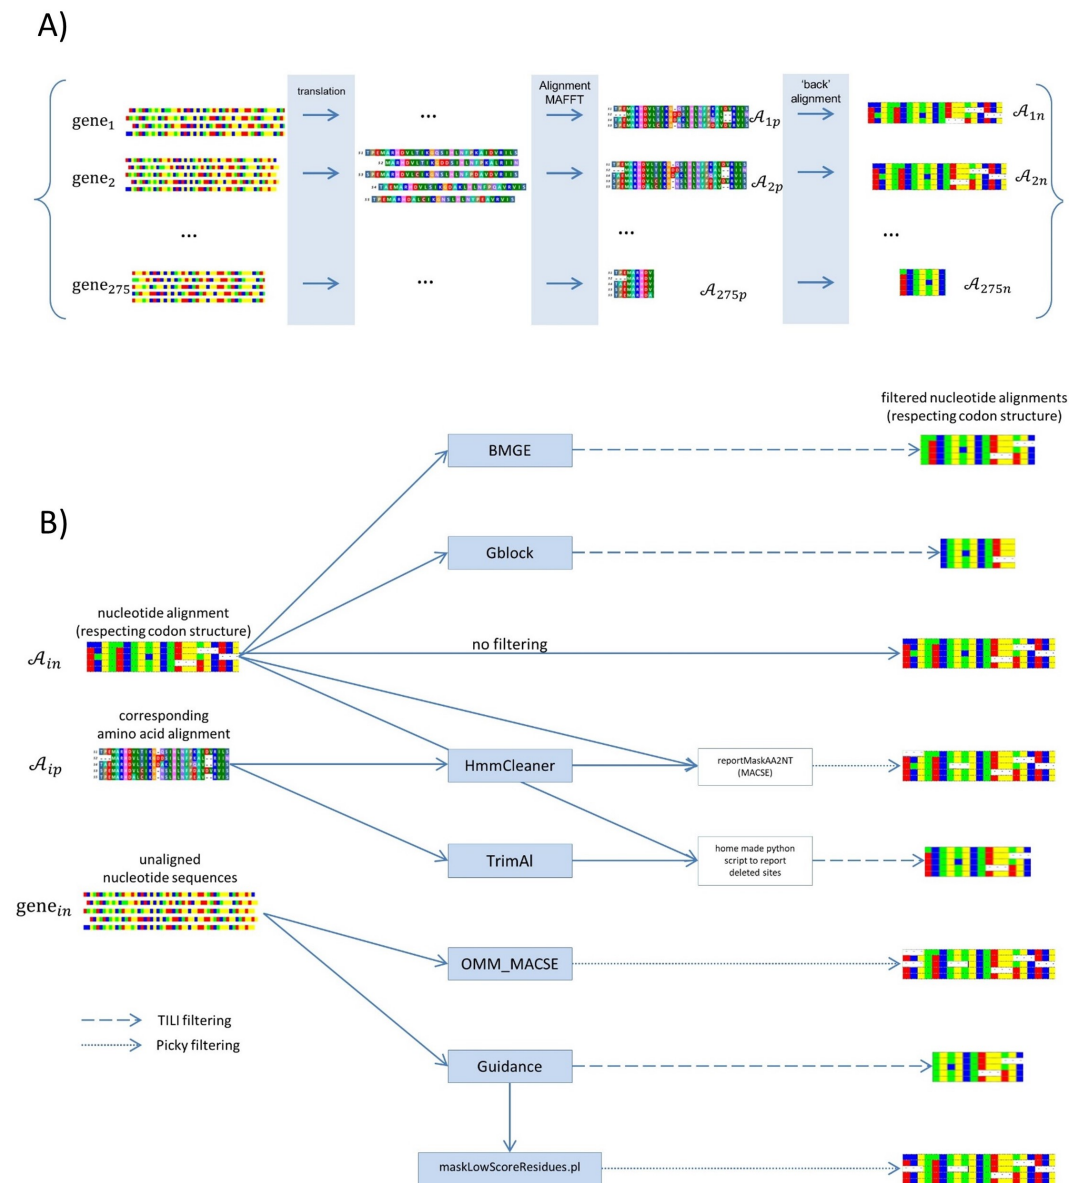 A)
translation
Alignment
MAFFT
'back'
alignment
gene1
...
𝒜1p
𝒜1n
gene2
𝒜2p
𝒜2n
...
...
...
gene275
...
𝒜275p
𝒜275n
filtered nucleotide alignments
(respecting codon structure)
BMGE
B)
Gblock
nucleotide alignment
(respecting codon structure)
𝒜in
no filtering
corresponding
amino acid alignment
𝒜ip
HmmCleaner
reportMaskAA2NT
(MACSE)
TrimAl
home made python
script to report
deleted sites
unaligned
nucleotide sequences
genein
OMM_MACSE
TILI filtering
Picky filtering
Guidance
maskLowScoreResidues.pl